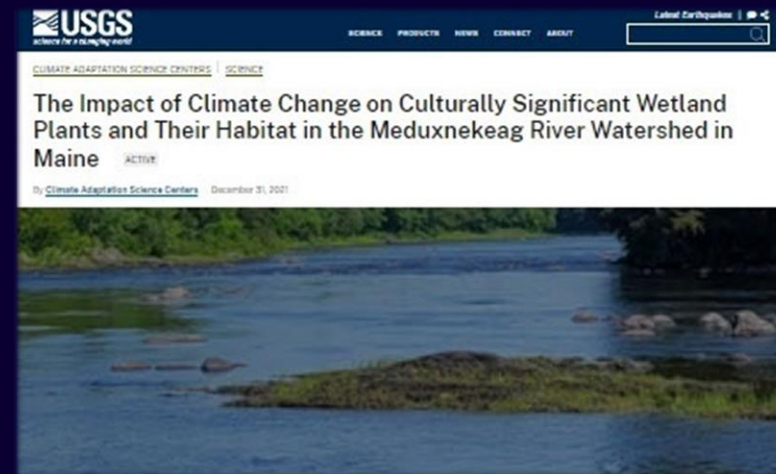 USGS
science for a changing world
SCIENCE PRODUCTS NEWS CONNECT ABOUT
Latest Earthquakes |
CLIMATE ADAPTATION SCIENCE CENTERS | SCIENCE
The Impact of Climate Change on Culturally Significant Wetland
Plants and Their Habitat in the Meduxnekeag River Watershed in
Maine ACTIVE
By Climate Adaptation Science Centers December 31, 2021